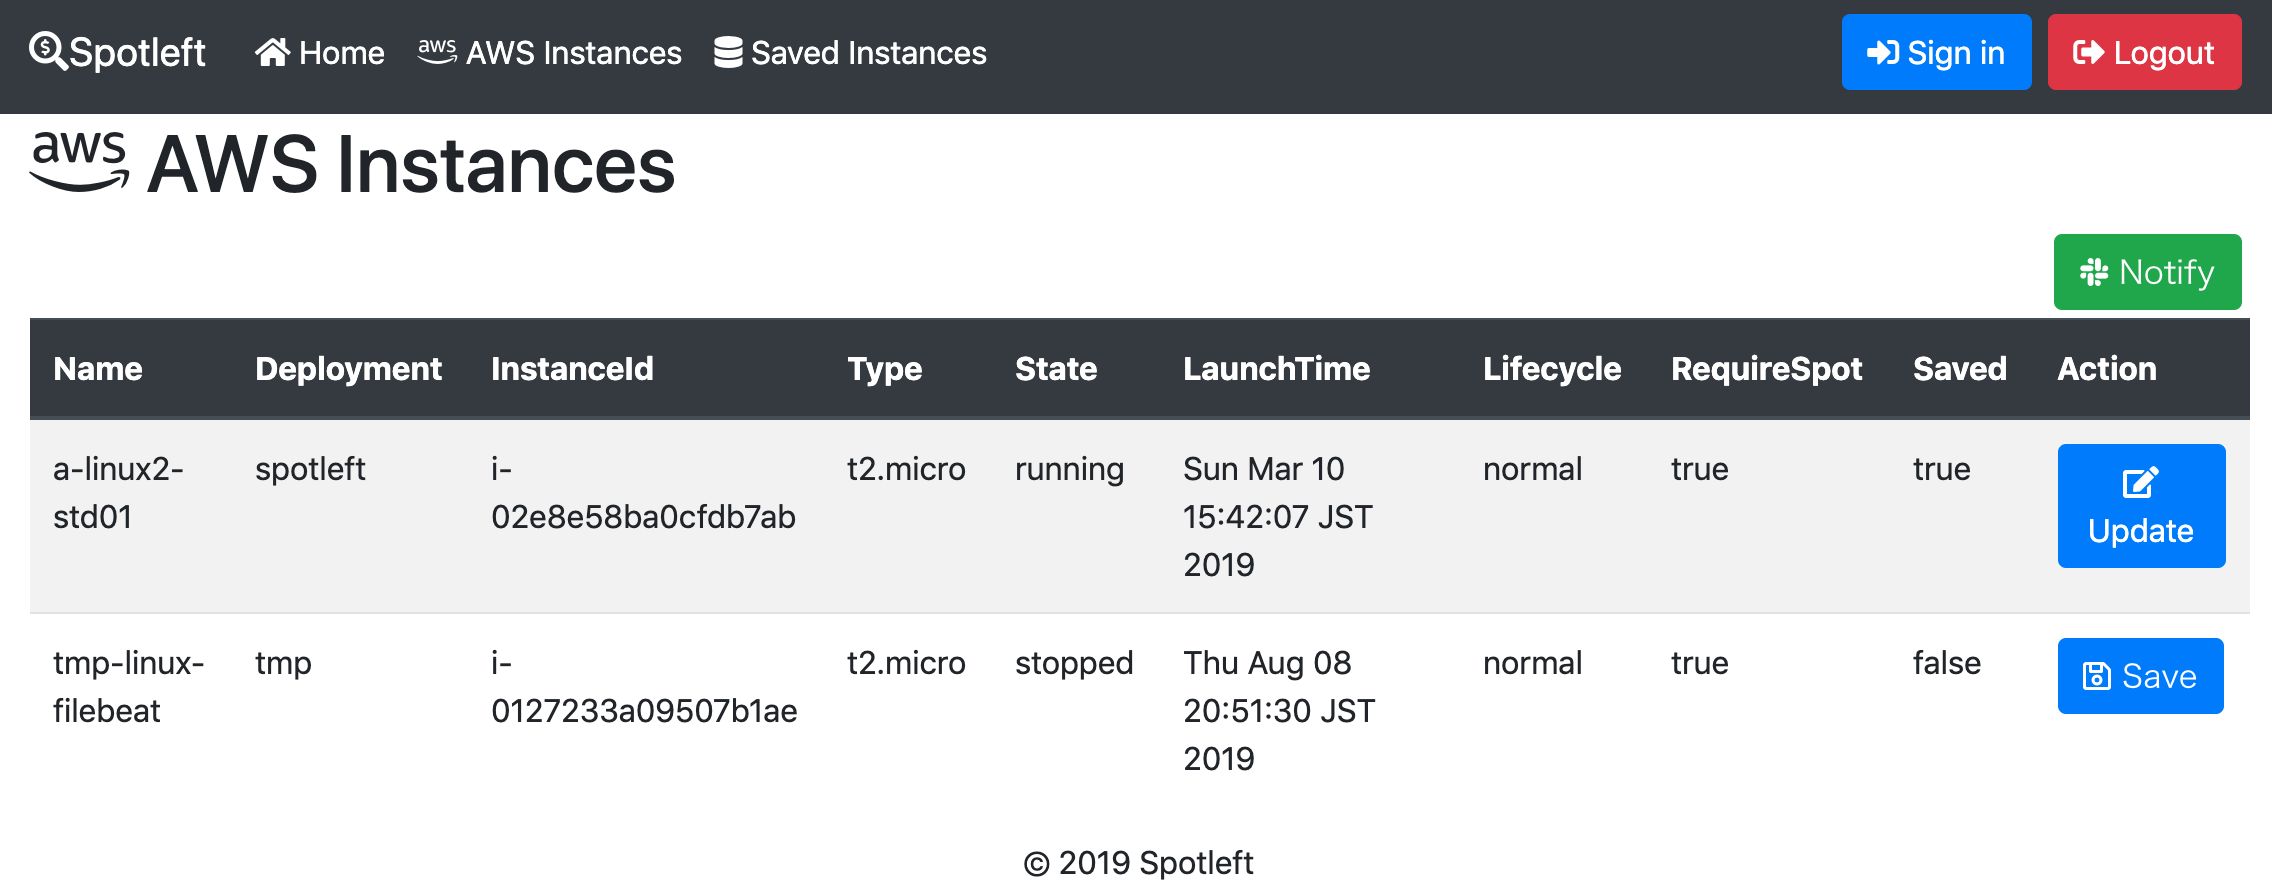 Spotleft Home aws AWS Instances Saved Instances Sign in Logout
aws AWS Instances
Notify
Name Deployment InstanceId Type State LaunchTime Lifecycle RequireSpot Saved Action
a-linux2- spotleft i- t2.micro running Sun Mar 10 normal true true
std01 02e8e58ba0cfdb7ab 15:42:07 JST Update
2019
tmp-linux- tmp i- t2.micro stopped Thu Aug 08 normal true false Save
filebeat 0127233a09507b1ae 20:51:30 JST
2019
© 2019 Spotleft